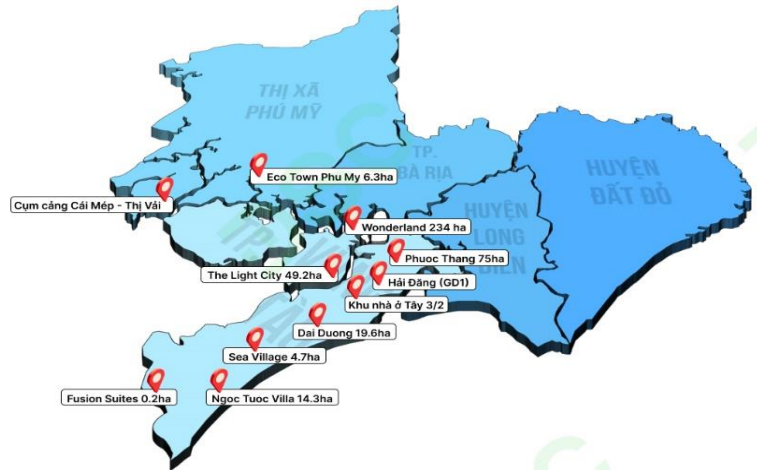 THỊ XÃ
PHÚ MỸ
TP.
BÀ RỊA
HUYỆN
ĐẤT ĐỎ
Eco Town Phu My 6.3ha
Cụm cảng Cái Mép - Thị Vải
HUYỆN
LONG
ĐIỀN
Wonderland 234 ha
TP. VŨNG
TÀU
Phuoc Thang 75ha
The Light City 49.2ha
Hải Đăng (GD1)
Khu nhà ở Tây 3/2
Dai Duong 19.6ha
Sea Village 4.7ha
Fusion Suites 0.2ha
Ngoc Tuoc Villa 14.3ha